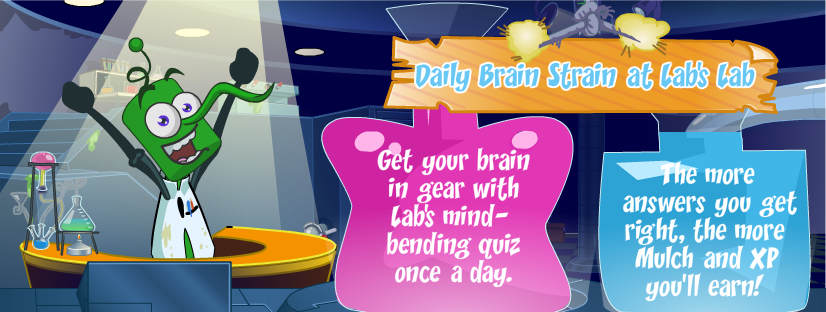 Daily Brain Strain at Lab's Lab
Get your brain
in gear with
Lab's mind-
bending quiz
once a day.
The more
answers you get
right, the more
Mulch and XP
you'll earn!